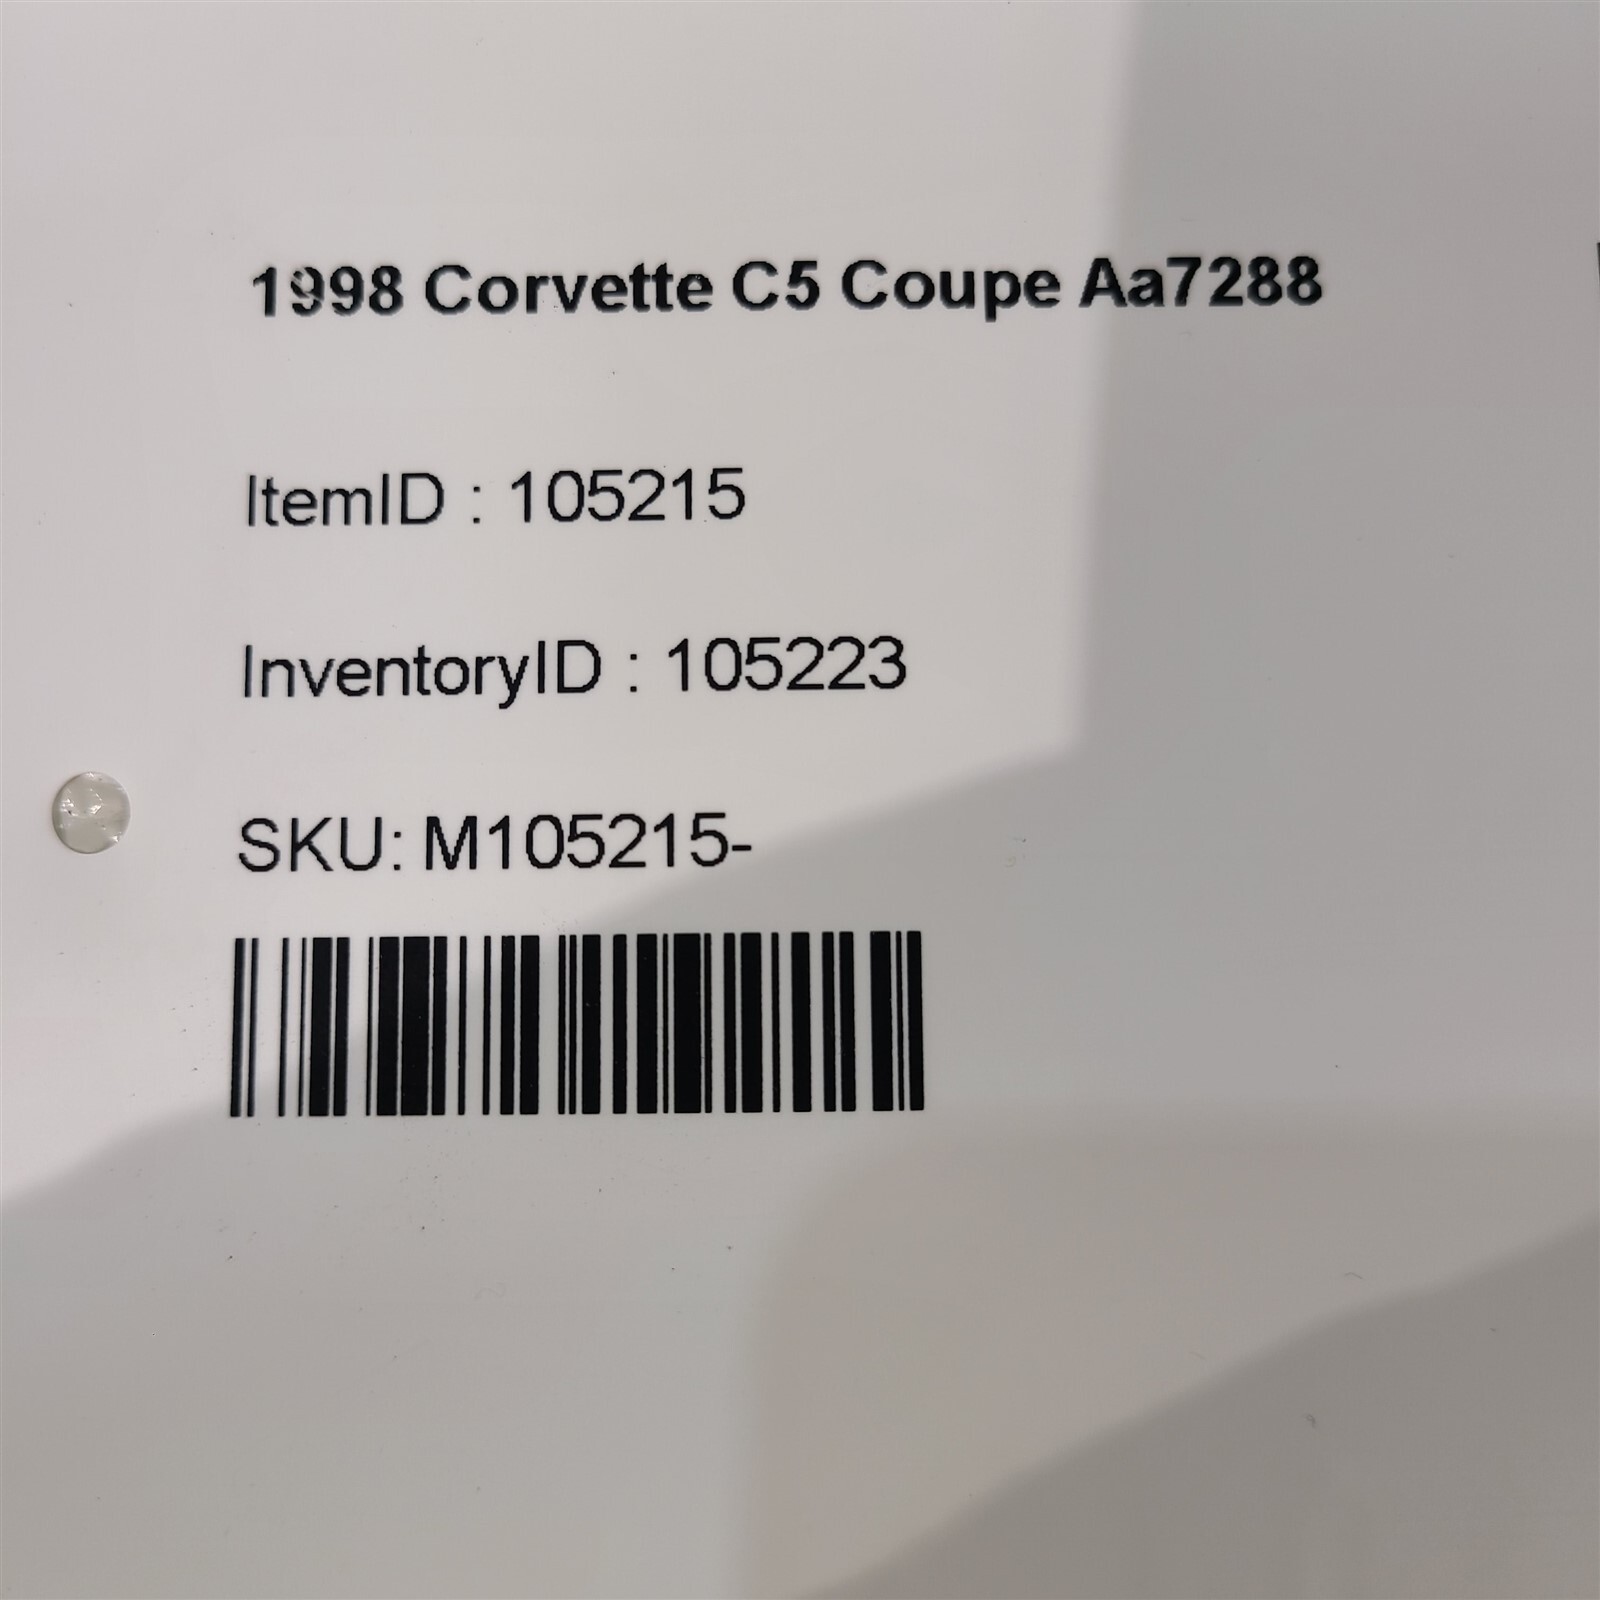 1998 Corvette C5 Coupe Aa7288
ItemID : 105215
InventoryID : 105223
SKU: M105215-